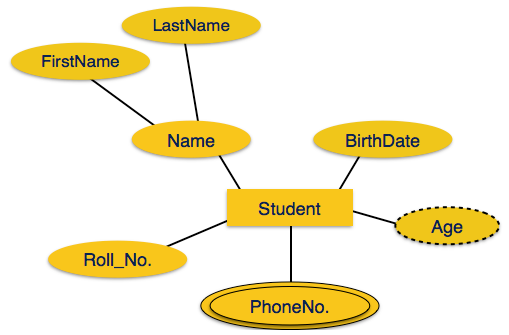 LastName
FirstName
Name
BirthDate
Student
Age
Roll_No.
PhoneNo.